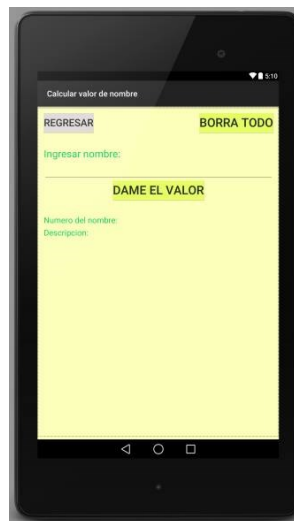 5:10
Calcular valor de nombre
REGRESAR BORRA TODO
Ingresar nombre:
DAME EL VALOR
Numero del nombre:
Descripcion: